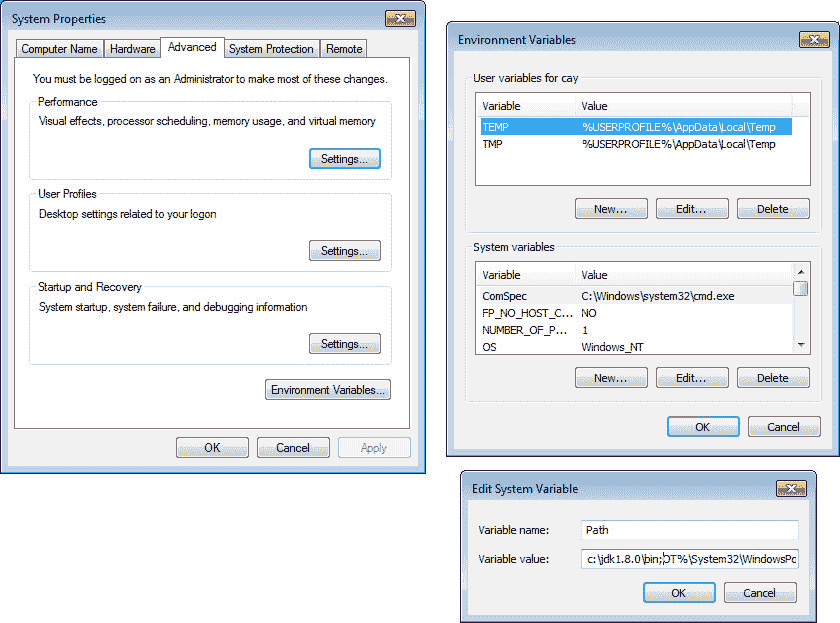 System Properties
Computer Name Hardware Advanced System Protection Remote
You must be logged on as an Administrator to make most of these changes.
Performance
Visual effects, processor scheduling, memory usage, and virtual memory
Settings...
User Profiles
Desktop settings related to your logon
Settings...
Startup and Recovery
System startup, system failure, and debugging information
Settings...
Environment Variables...
OK Cancel Apply
Environment Variables
User variables for cay
Variable Value
TEMP %USERPROFILE%\AppData\Local\Temp
TMP %USERPROFILE%\AppData\Local\Temp
New... Edit... Delete
System variables
Variable Value
ComSpec C:\Windows\system32\cmd.exe
FP_NO_HOST_C... NO
NUMBER_OF_P... 1
OS Windows_NT
New... Edit... Delete
OK Cancel
Edit System Variable
Variable name: Path
Variable value: c:\jdk1.8.0\bin;OT%\System32\WindowsPo
OK Cancel